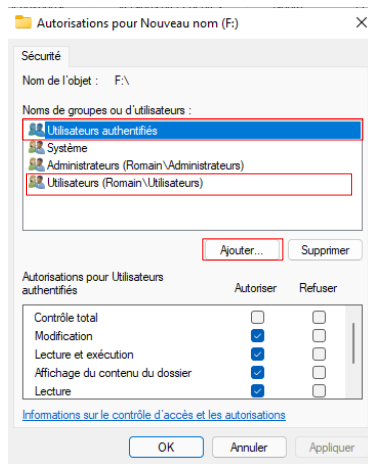 Autorisations pour Nouveau nom (F:)
Sécurité
Nom de l'objet : F:\
Noms de groupes ou d'utilisateurs :
Utilisateurs authentifiés
Système
Administrateurs (Romain\Administrateurs)
Utilisateurs (Romain\Utilisateurs)
Ajouter... Supprimer
Autorisations pour Utilisateurs
authentifiés Autoriser Refuser
Contrôle total
Modification
Lecture et exécution
Affichage du contenu du dossier
Lecture
Informations sur le contrôle d'accès et les autorisations
OK Annuler Appliquer